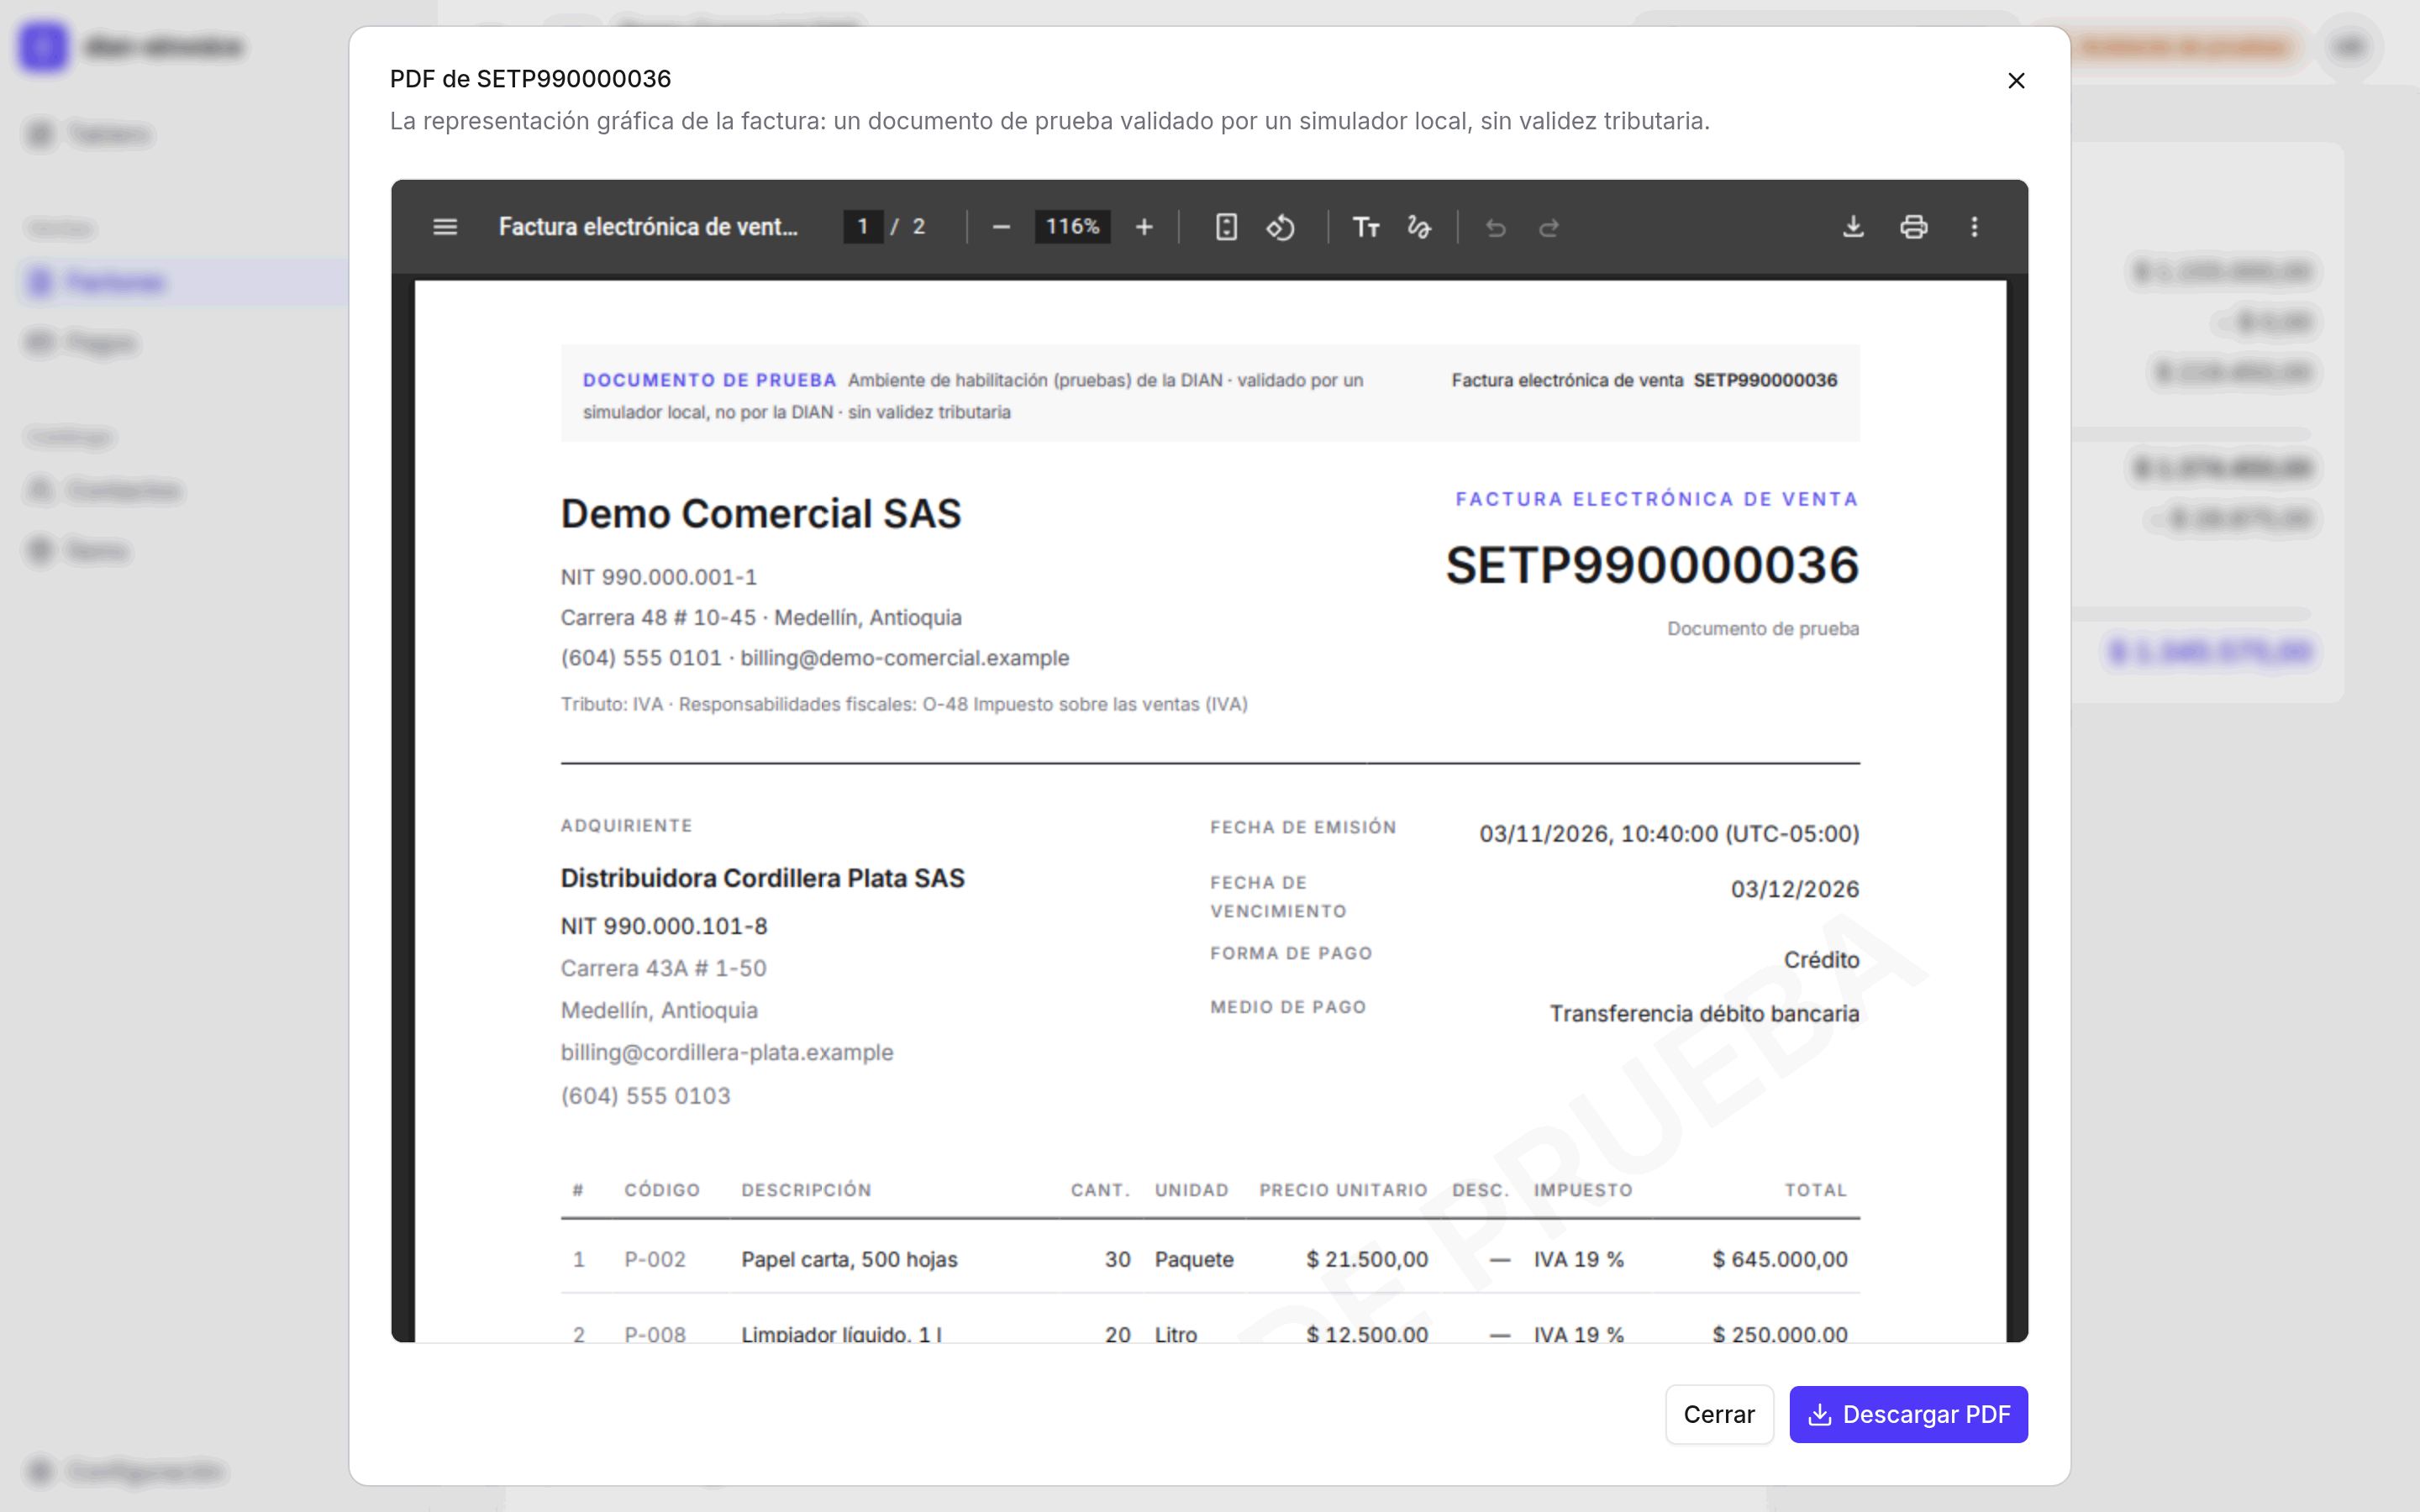 PDF de SETP990000036
La representación gráfica de la factura: un documento de prueba validado por un simulador local, sin validez tributaria.
Factura electrónica de vent...
1 / 2
116%
DOCUMENTO DE PRUEBA Ambiente de habilitación (pruebas) de la DIAN · validado por un
simulador local, no por la DIAN · sin validez tributaria
Factura electrónica de venta SETP990000036
Demo Comercial SAS
NIT 990.000.001-1
Carrera 48 # 10-45 · Medellín, Antioquia
(604) 555 0101 · billing@demo-comercial.example
Tributo: IVA · Responsabilidades fiscales: O-48 Impuesto sobre las ventas (IVA)
FACTURA ELECTRÓNICA DE VENTA
SETP990000036
Documento de prueba
ADQUIRIENTE
Distribuidora Cordillera Plata SAS
NIT 990.000.101-8
Carrera 43A # 1-50
Medellín, Antioquia
billing@cordillera-plata.example
(604) 555 0103
FECHA DE EMISIÓN 03/11/2026, 10:40:00 (UTC-05:00)
FECHA DE
VENCIMIENTO 03/12/2026
FORMA DE PAGO Crédito
MEDIO DE PAGO Transferencia débito bancaria
# CÓDIGO DESCRIPCIÓN CANT. UNIDAD PRECIO UNITARIO DESC. IMPUESTO TOTAL
1 P-002 Papel carta, 500 hojas 30 Paquete $ 21.500,00 — IVA 19 % $ 645.000,00
2 P-008 Limpiador líquido, 1 l 20 Litro $ 12.500,00 — IVA 19 % $ 250.000,00
DE PRUEBA
Cerrar
Descargar PDF